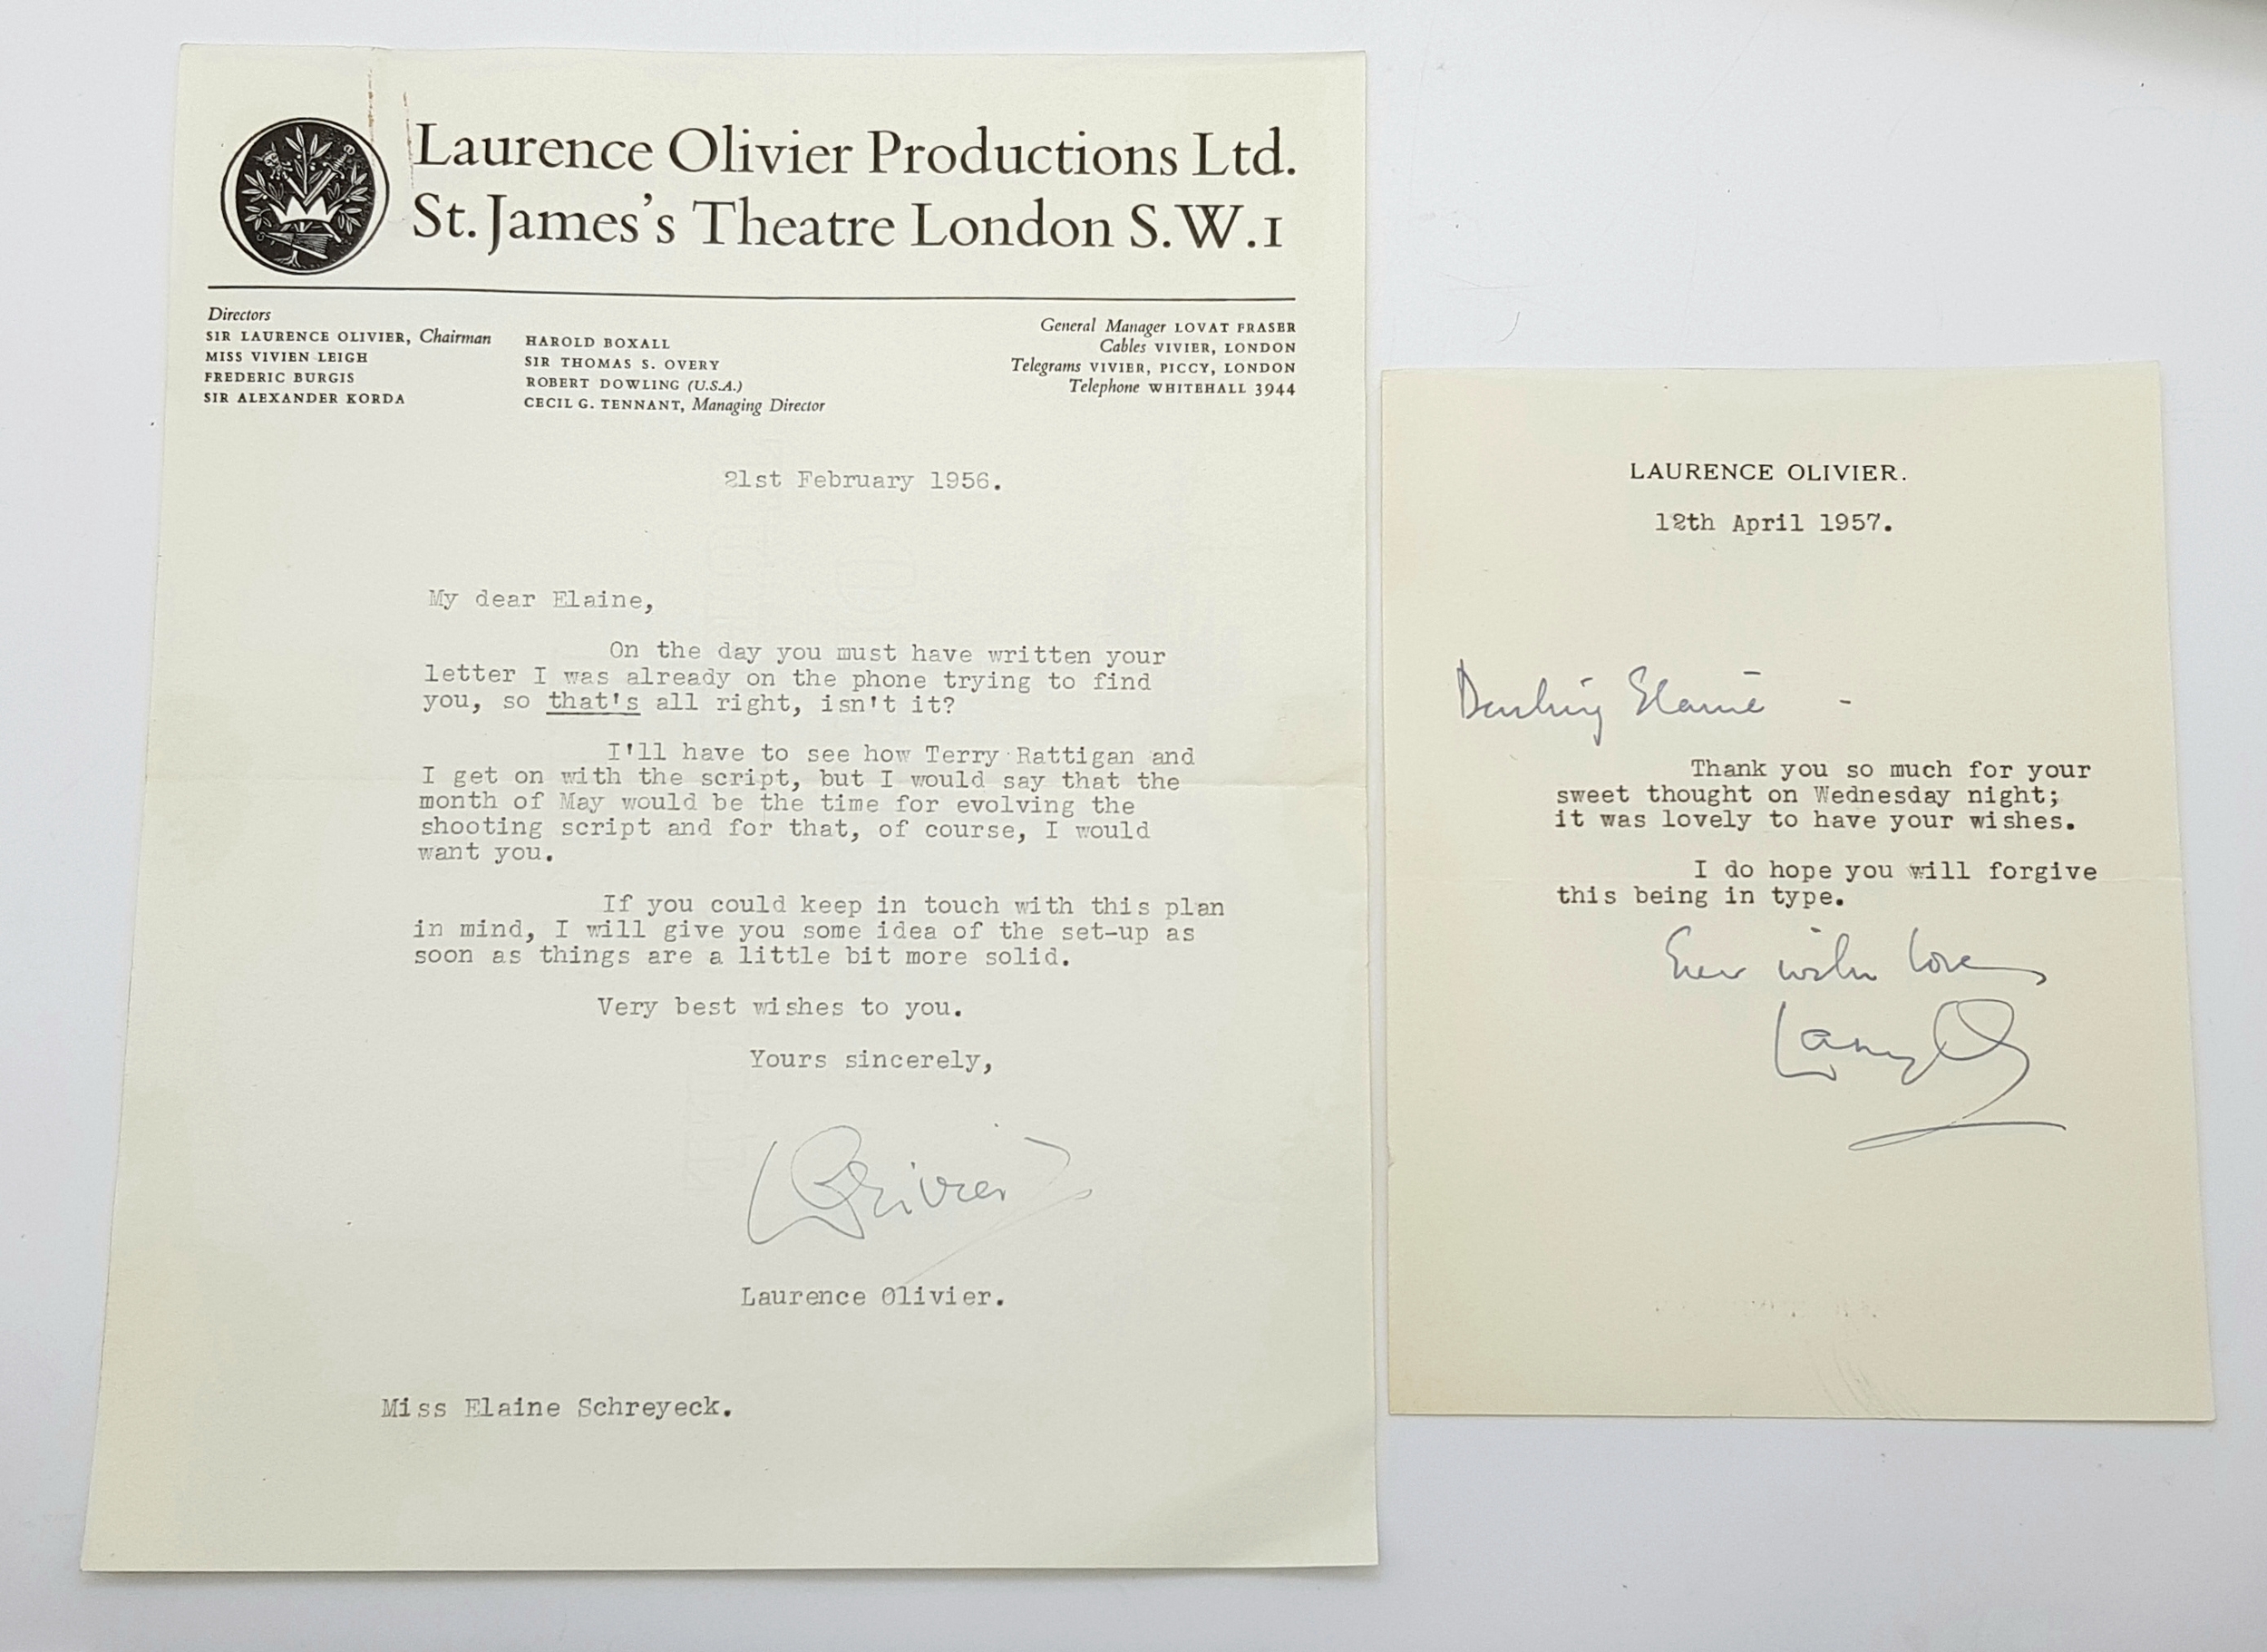 Laurence Olivier Productions Ltd.
St. James's Theatre London S.W.1
Directors
SIR LAURENCE OLIVIER, Chairman
MISS VIVIEN LEIGH
FREDERIC BURGIS
SIR ALEXANDER KORDA
HAROLD BOXALL
SIR THOMAS S. OVERY
ROBERT DOWLING (U.S.A.)
CECIL G. TENNANT, Managing Director
General Manager LOVAT FRASER
Cables VIVIER, LONDON
Telegrams VIVIER, PICCY, LONDON
Telephone WHITEHALL 3944
21st February 1956.
My dear Elaine,
On the day you must have written your
letter I was already on the phone trying to find
you, so that's all right, isn't it?
I'll have to see how Terry Rattigan and
I get on with the script, but I would say that the
month of May would be the time for evolving the
shooting script and for that, of course, I would
want you.
If you could keep in touch with this plan
in mind, I will give you some idea of the set-up as
soon as things are a little bit more solid.
Very best wishes to you.
Yours sincerely,
LOlivier
Laurence Olivier.
Miss Elaine Schreyeck.
LAURENCE OLIVIER.
12th April 1957.
Darling Elaine -
Thank you so much for your
sweet thought on Wednesday night;
it was lovely to have your wishes.
I do hope you will forgive
this being in type.
Ever with love
Larry O